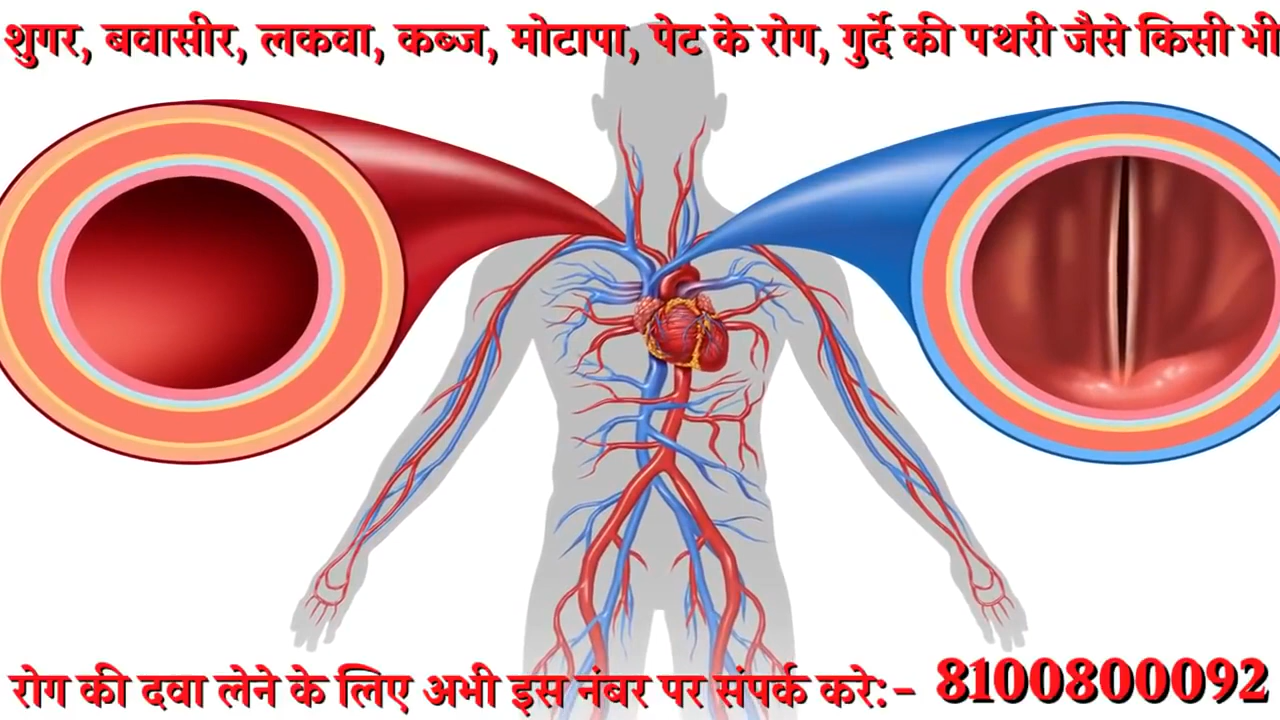 शुगर, बवासीर, लकवा, कब्ज, मोटापा, पेट के रोग, गुर्दे की पथरी जैसे किसी भी
रोग की दवा लेने के लिए अभी इस नंबर पर संपर्क करे:- 8100800092